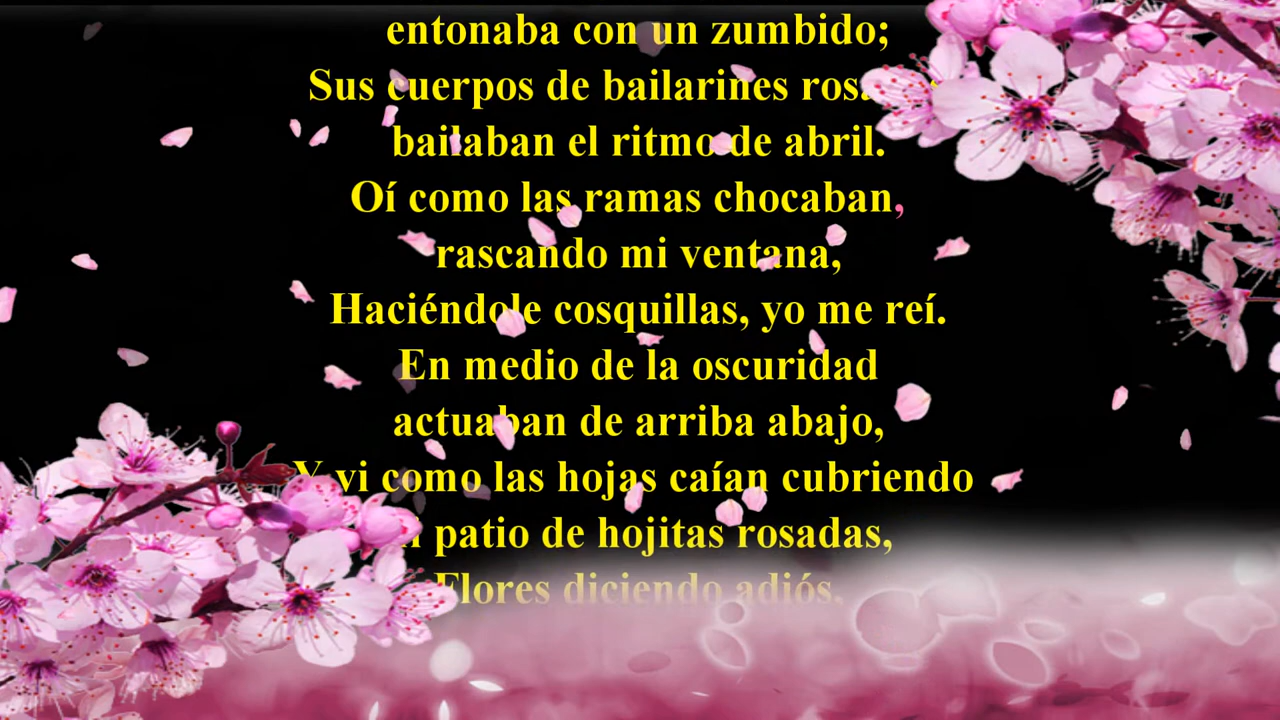 entonaba con un zumbido;
Sus cuerpos de bailarines
bailaban el ritmo de abril.
Oí como las ramas chocaban,
rascando mi ventana,
Haciéndole cosquillas, yo me reí.
En medio de la oscuridad
actuaban de arriba abajo,
Y vi como las hojas caían cubriendo
patio de hojitas rosadas,
Flores diciendo adiós.